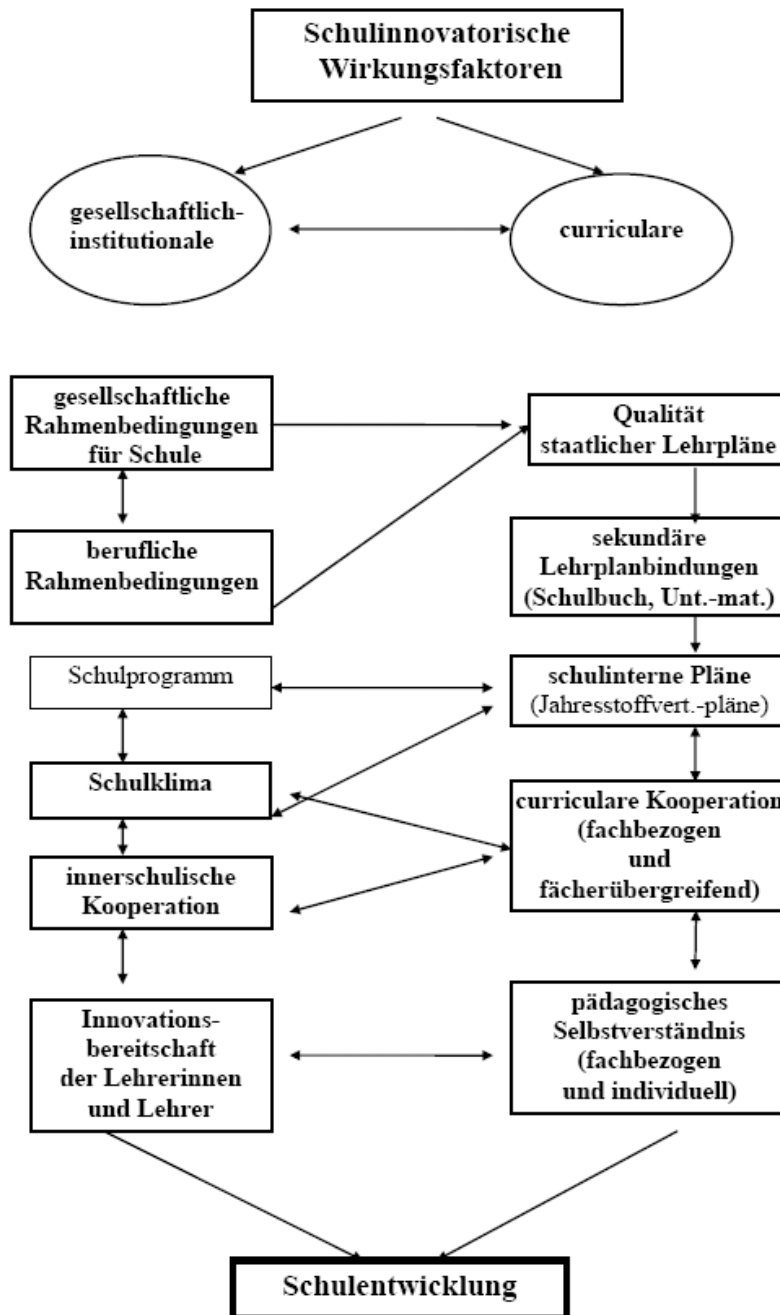 Schulinnovatorische
Wirkungsfaktoren
gesellschaftlich-
institutionale
curriculare
gesellschaftliche
Rahmenbedingungen
für Schule
Qualität
staatlicher Lehrpläne
berufliche
Rahmenbedingungen
sekundäre
Lehrplanbindungen
(Schulbuch, Unt.-mat.)
Schulprogramm
schulinterne Pläne
(Jahresstoffvert.-pläne)
Schulklima
curriculare Kooperation
(fachbezogen
und
fächerübergreifend)
innerschulische
Kooperation
Innovations-
bereitschaft
der Lehrerinnen
und Lehrer
pädagogisches
Selbstverständnis
(fachbezogen
und individuell)
Schulentwicklung